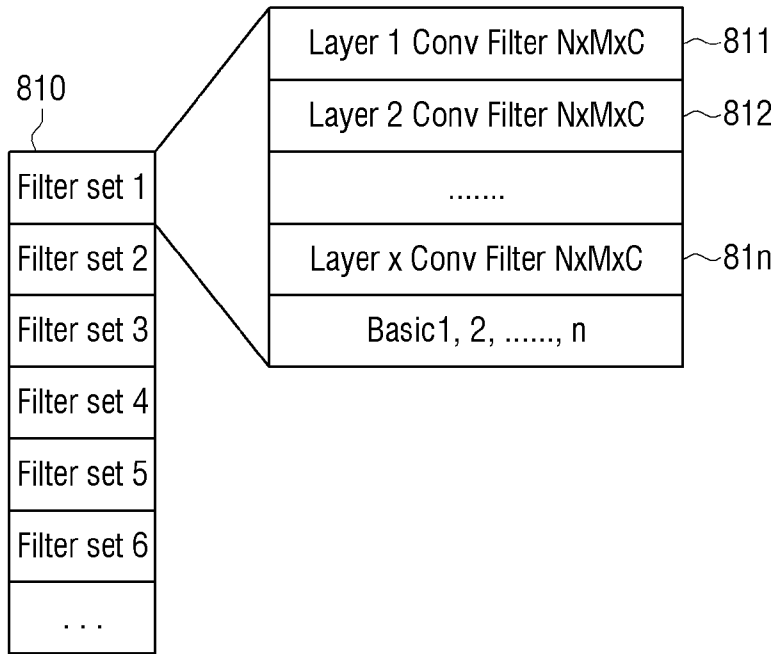 810
Filter set 1
Filter set 2
Filter set 3
Filter set 4
Filter set 5
Filter set 6
. . .
Layer 1 Conv Filter NxMxC
811
Layer 2 Conv Filter NxMxC
812
.......
Layer x Conv Filter NxMxC
81n
Basic1, 2, ......, n